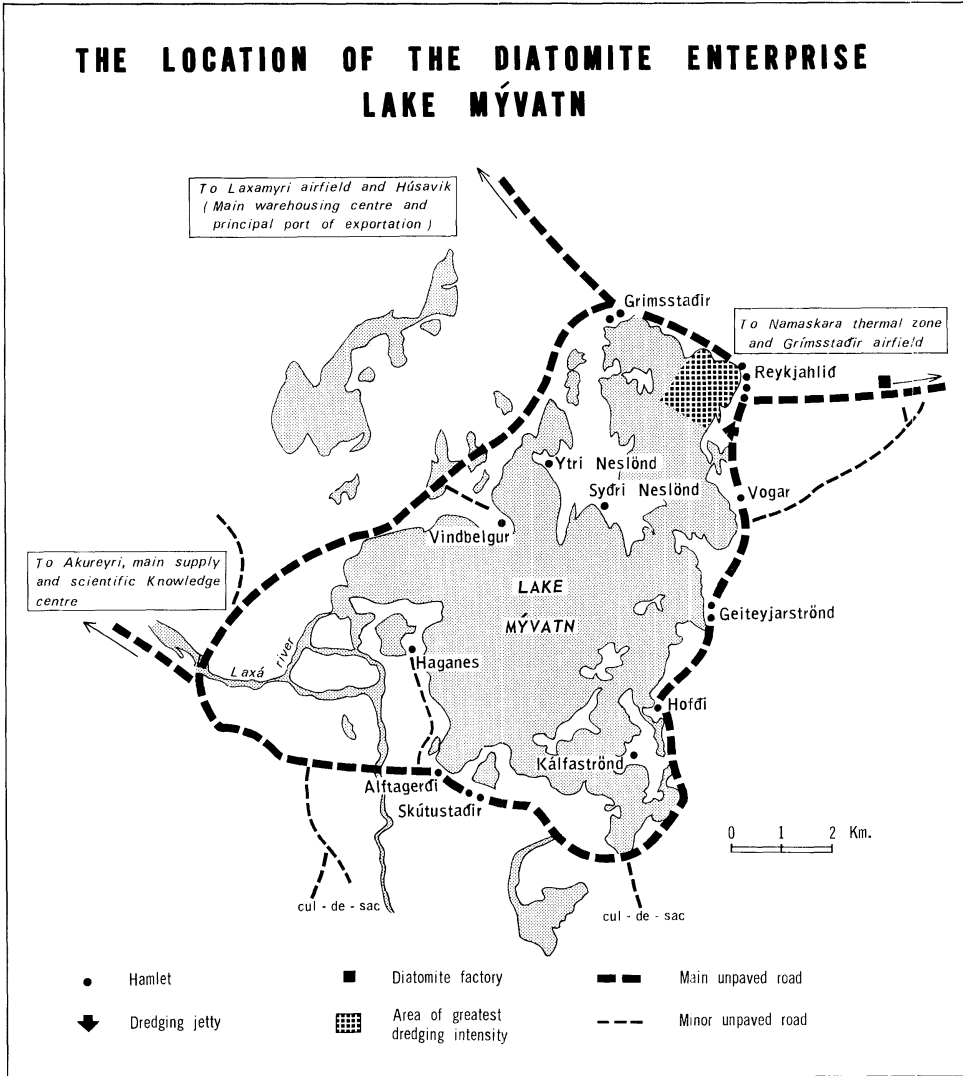 THE LOCATION OF THE DIATOMITE ENTERPRISE
LAKE MÝVATN
To Laxamyri airfield and Húsavik
( Main warehousing centre and
principal port of exportation )
Grimsstaðir
To Namaskara thermal zone
and Grímsstaðir airfield
Reykjahlið
Ytri Neslönd
Syðri Neslönd
Vogar
Vindbelgur
To Akureyri, main supply
and scientific Knowledge
centre
LAKE
MÝVATN
Geiteyjarströnd
Laxá river
Haganes
Hofði
Kálfaströnd
Alftagerði
Skútustaðir
0 1 2 Km.
cul - de - sac
cul - de - sac
Hamlet
Diatomite factory
Main unpaved road
Dredging jetty
Area of greatest
dredging intensity
Minor unpaved road